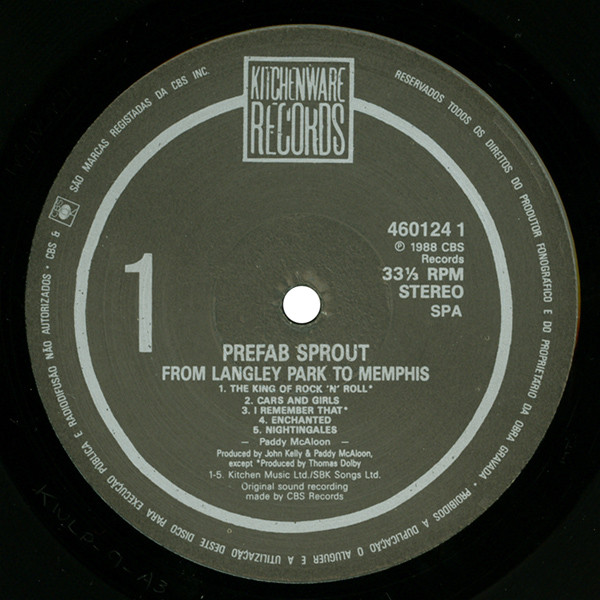 KITCHENWARE
RECORDS
SÃO MARCAS REGISTADAS DA CBS INC.
RESERVADOS TODOS OS DIREITOS DO PRODUTOR FONOGRÁFICO E DO PROPRIETÁRIO DA OBRA GRAVADA • PROIBIDOS A DUPLICAÇÃO O ALUGUER E A UTILIZAÇÃO DESTE DISCO PARA EXECUÇÃO PÚBLICA E RADIODIFUSÃO NÃO AUTORIZADOS • CBS &
CBS
460124 1
℗ 1988 CBS
Records
33⅓ RPM
STEREO
SPA
1
PREFAB SPROUT
FROM LANGLEY PARK TO MEMPHIS
1. THE KING OF ROCK 'N' ROLL*
2. CARS AND GIRLS
3. I REMEMBER THAT*
4. ENCHANTED
5. NIGHTINGALES
— Paddy McAloon —
Produced by John Kelly & Paddy McAloon,
except *Produced by Thomas Dolby
1-5. Kitchen Music Ltd./SBK Songs Ltd.
Original sound recording
made by CBS Records